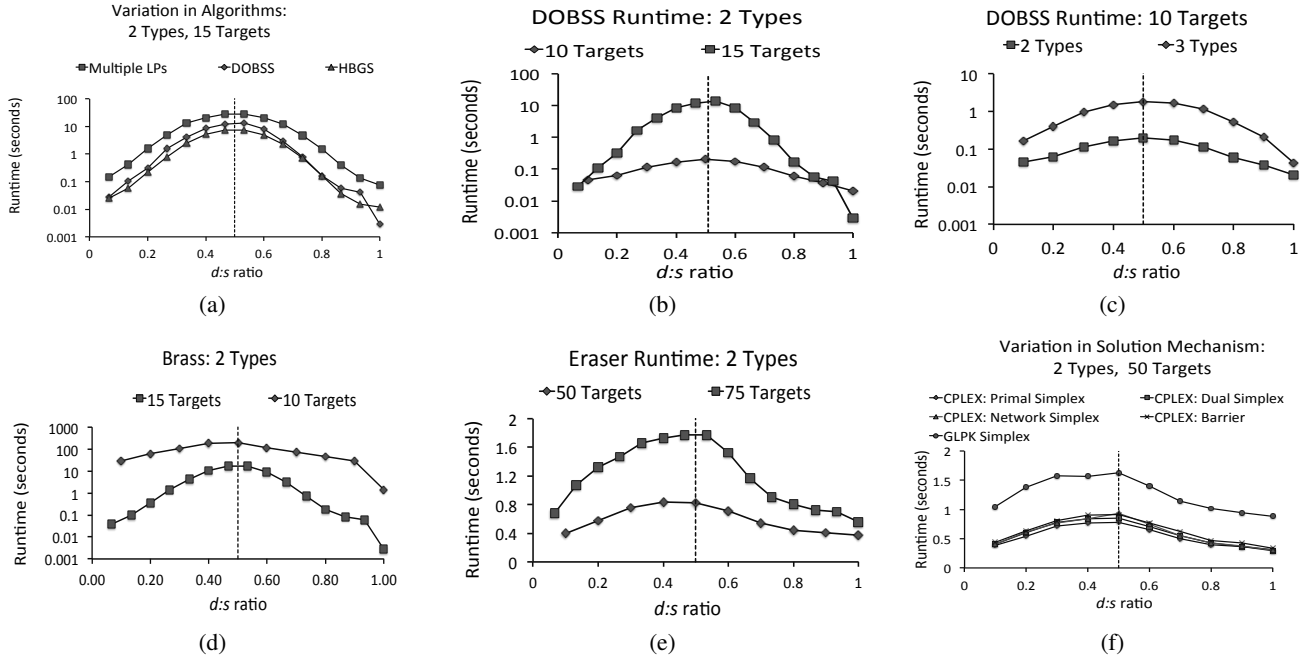 Variation in Algorithms:
2 Types, 15 Targets
Multiple LPs DOBSS HBGS
Runtime (seconds)
100
10
1
0.1
0.01
0.001
0 0.2 0.4 0.6 0.8 1
d:s ratio
(a)
DOBSS Runtime: 2 Types
10 Targets 15 Targets
Runtime (seconds)
100
10
1
0.1
0.01
0.001
0 0.2 0.4 0.6 0.8 1
d:s ratio
(b)
DOBSS Runtime: 10 Targets
2 Types 3 Types
Runtime (seconds)
10
1
0.1
0.01
0.001
0 0.2 0.4 0.6 0.8 1
d:s ratio
(c)
Brass: 2 Types
15 Targets 10 Targets
Runtime (seconds)
1000
100
10
1
0.1
0.01
0.001
0.00 0.20 0.40 0.60 0.80 1.00
d:s ratio
(d)
Eraser Runtime: 2 Types
50 Targets 75 Targets
Runtime (seconds)
2
1.6
1.2
0.8
0.4
0
0 0.2 0.4 0.6 0.8 1
d:s ratio
(e)
Variation in Solution Mechanism:
2 Types, 50 Targets
CPLEX: Primal Simplex CPLEX: Dual Simplex
CPLEX: Network Simplex CPLEX: Barrier
GLPK Simplex
Runtime (seconds)
2
1.5
1
0.5
0
0 0.2 0.4 0.6 0.8 1
d:s ratio
(f)